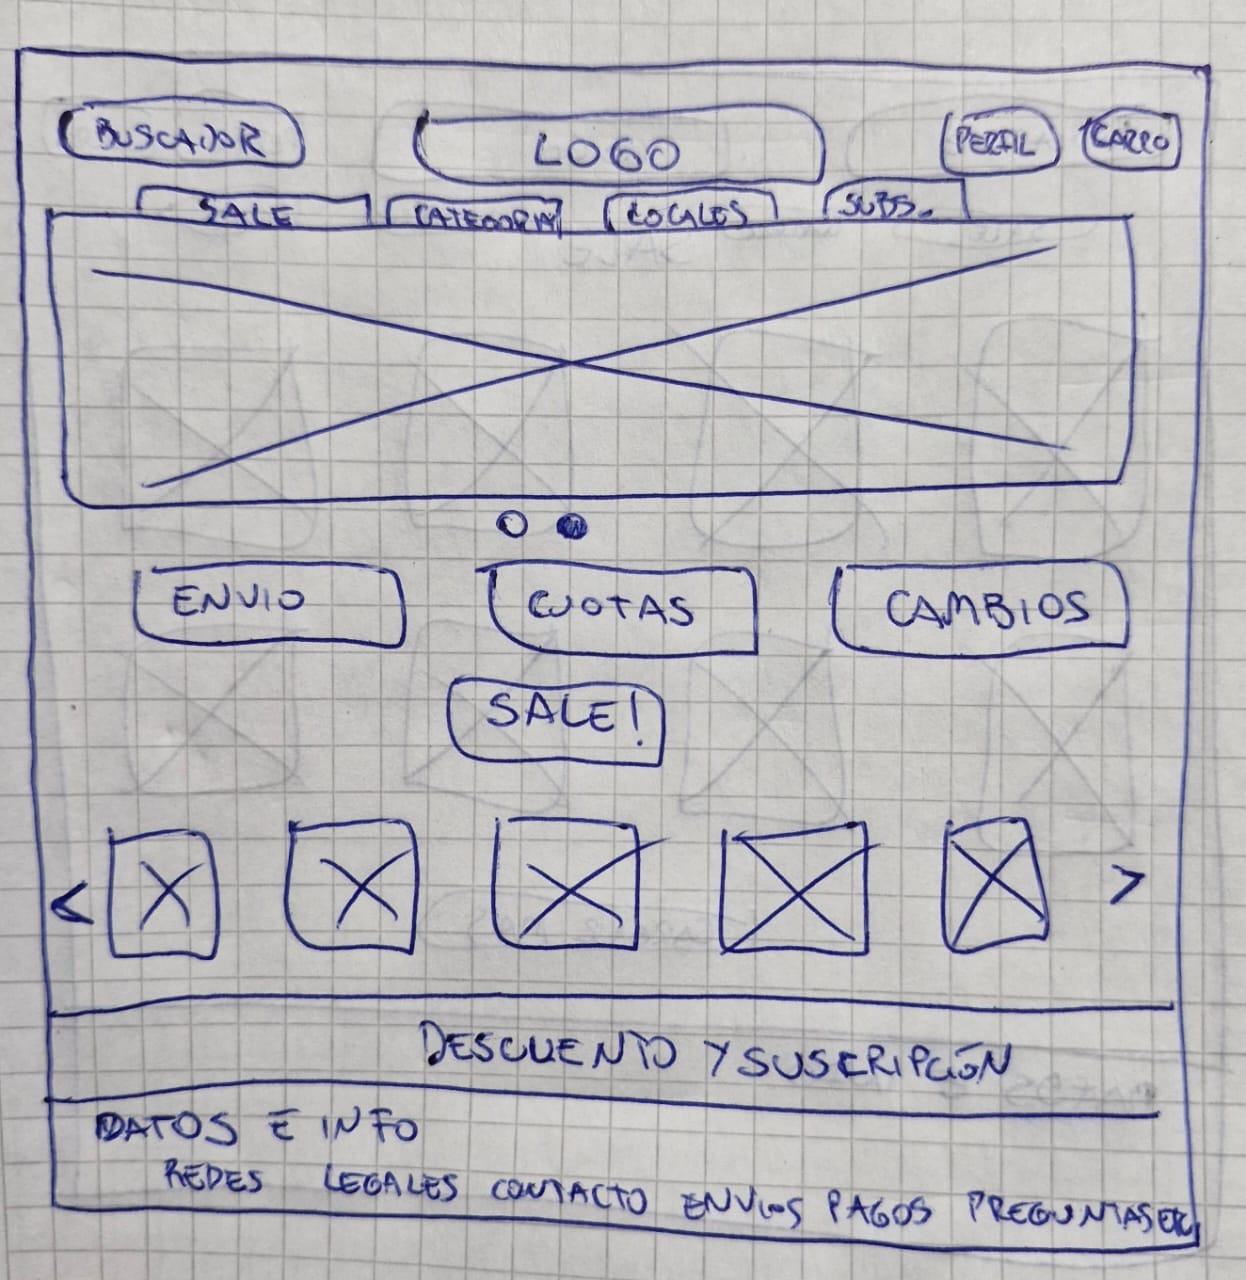 BUSCADOR LOGO PERFIL CARRO
SALE CATEGORIA LOCALES SUBS.
ENVIO CUOTAS CAMBIOS
SALE!
< >
DESCUENTO Y SUSCRIPCIÓN
DATOS E INFO
REDES LEGALES CONTACTO ENVIOS PAGOS PREGUNTAS